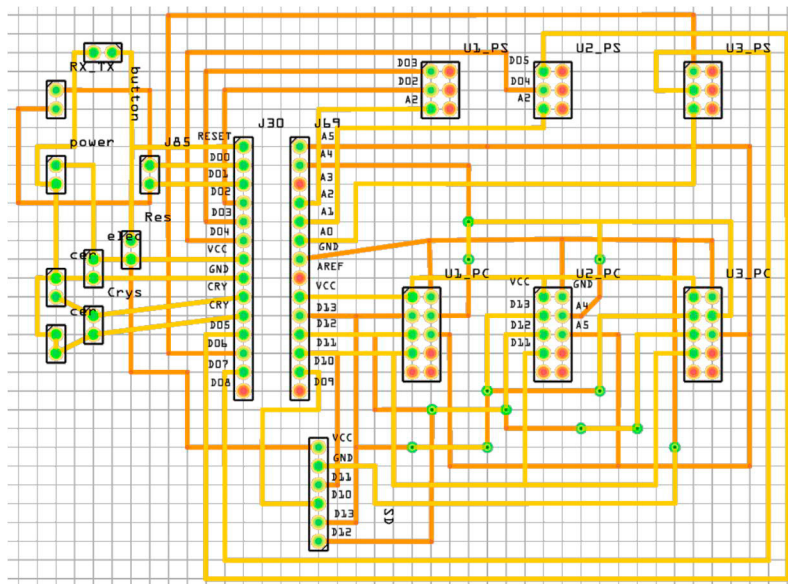 U1_PS
U2_PS
U3_PS
RX_TX
button
D03
D02
A2
D05
D04
A2
power
J85
J30
J69
RESET
D00
D01
D02
D03
D04
VCC
GND
CRY
CRY
D05
D06
D07
D08
A5
A4
A3
A2
A1
A0
GND
AREF
VCC
D13
D12
D11
D10
D09
Res
elec
cer
Crys
cer
U1_PC
U2_PC
U3_PC
VCC
GND
D13
A4
D12
A5
D11
VCC
GND
D11
D10
D13
D12
SD